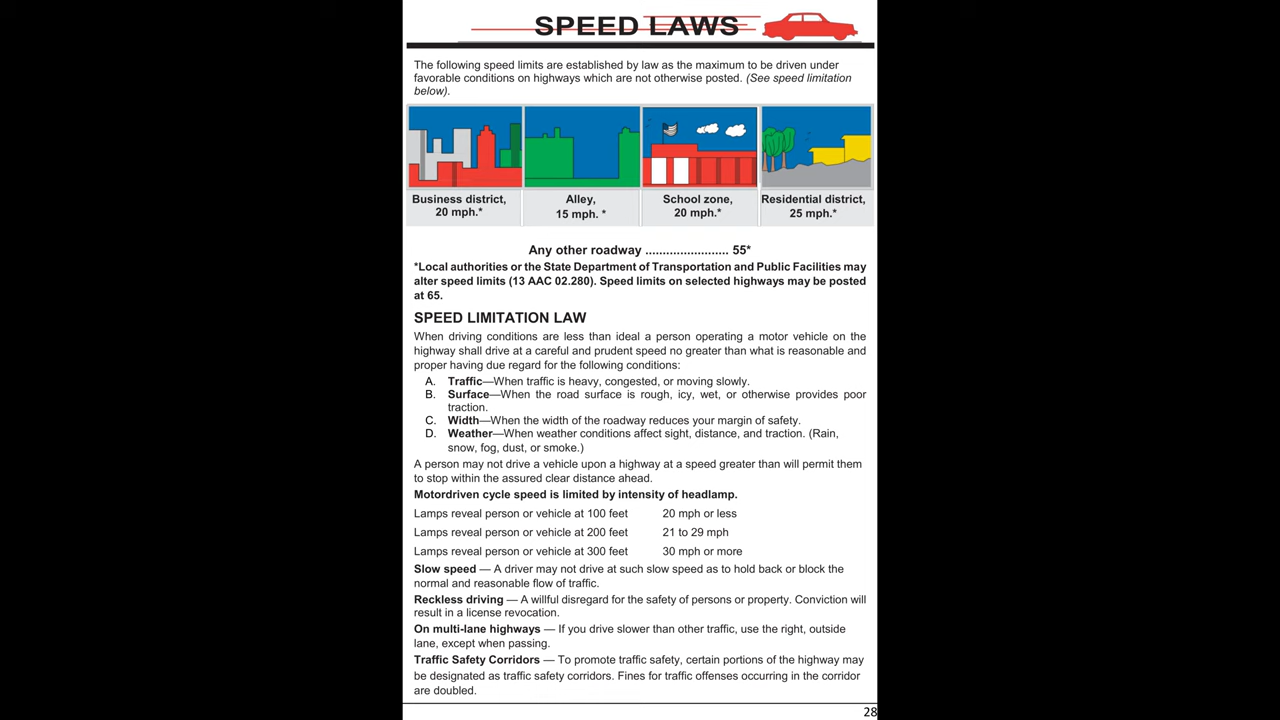 SPEED LAWS
The following speed limits are established by law as the maximum to be driven under
favorable conditions on highways which are not otherwise posted. (See speed limitation
below).
Business district,
20 mph.*
Alley,
15 mph. *
School zone,
20 mph.*
Residential district,
25 mph.*
Any other roadway ........................ 55*
*Local authorities or the State Department of Transportation and Public Facilities may
alter speed limits (13 AAC 02.280). Speed limits on selected highways may be posted
at 65.
SPEED LIMITATION LAW
When driving conditions are less than ideal a person operating a motor vehicle on the
highway shall drive at a careful and prudent speed no greater than what is reasonable and
proper having due regard for the following conditions:
A. Traffic—When traffic is heavy, congested, or moving slowly.
B. Surface—When the road surface is rough, icy, wet, or otherwise provides poor
traction.
C. Width—When the width of the roadway reduces your margin of safety.
D. Weather—When weather conditions affect sight, distance, and traction. (Rain,
snow, fog, dust, or smoke.)
A person may not drive a vehicle upon a highway at a speed greater than will permit them
to stop within the assured clear distance ahead.
Motordriven cycle speed is limited by intensity of headlamp.
Lamps reveal person or vehicle at 100 feet 20 mph or less
Lamps reveal person or vehicle at 200 feet 21 to 29 mph
Lamps reveal person or vehicle at 300 feet 30 mph or more
Slow speed — A driver may not drive at such slow speed as to hold back or block the
normal and reasonable flow of traffic.
Reckless driving — A willful disregard for the safety of persons or property. Conviction will
result in a license revocation.
On multi-lane highways — If you drive slower than other traffic, use the right, outside
lane, except when passing.
Traffic Safety Corridors — To promote traffic safety, certain portions of the highway may
be designated as traffic safety corridors. Fines for traffic offenses occurring in the corridor
are doubled.
28